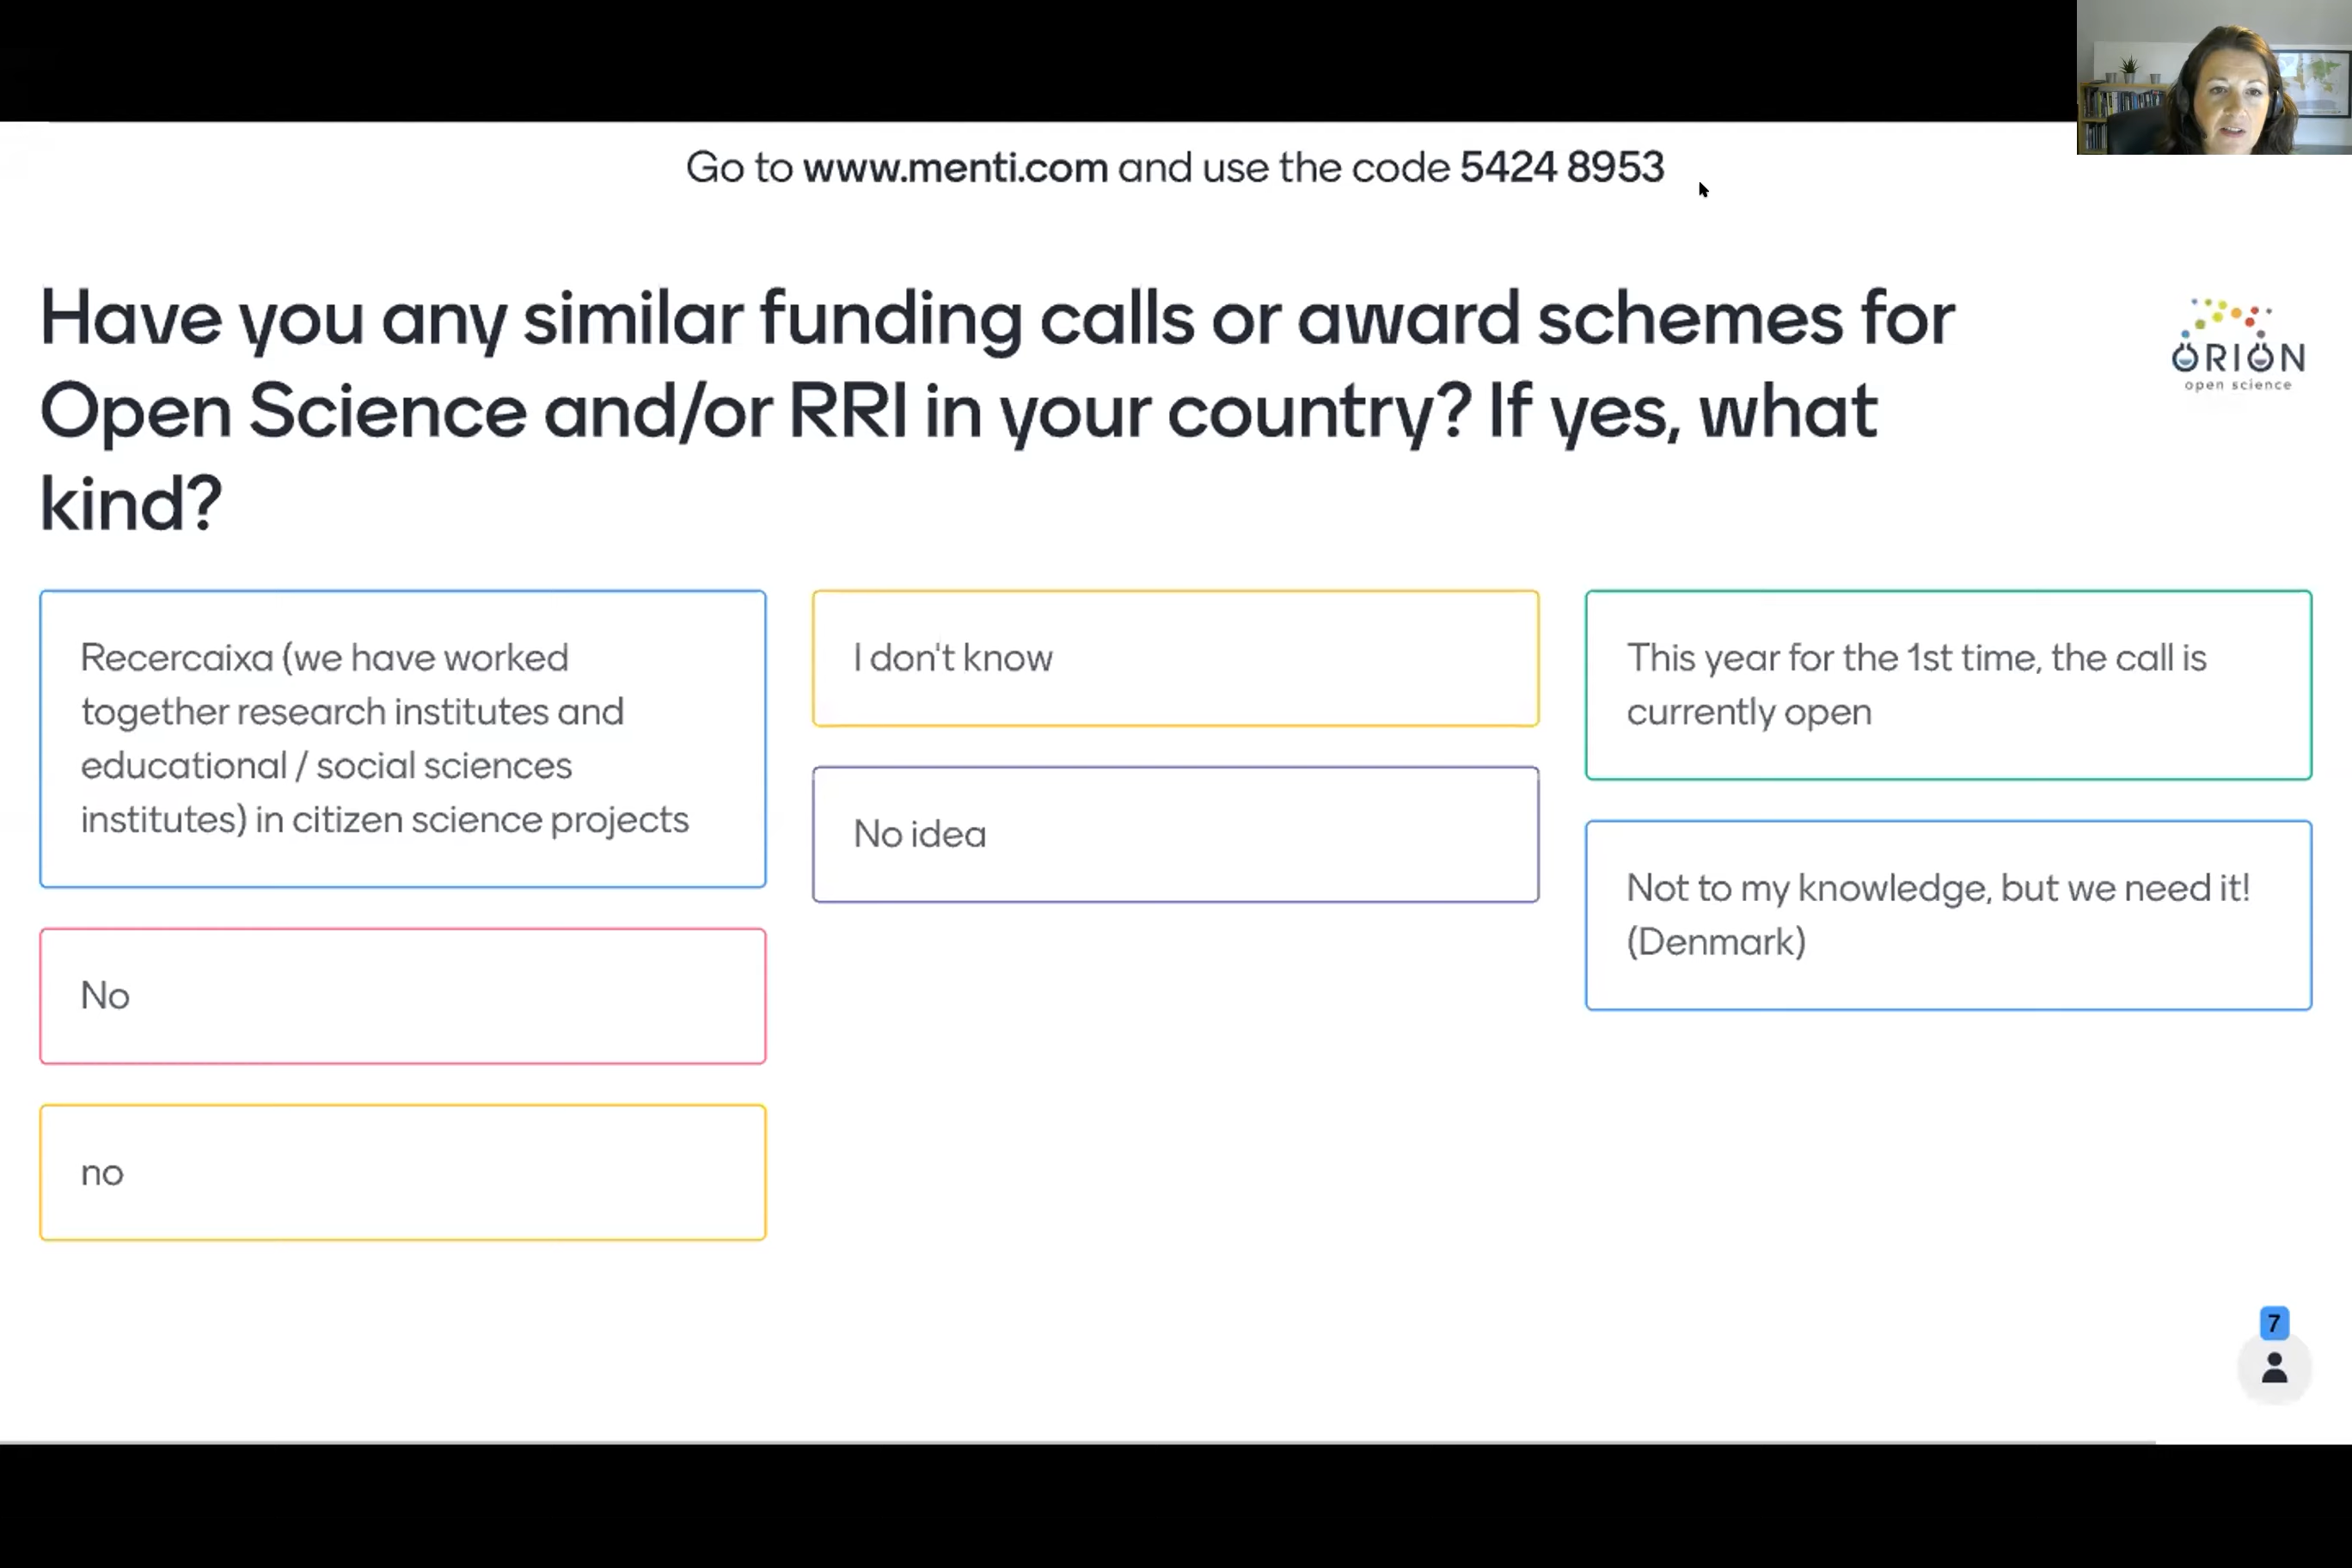 Go to www.menti.com and use the code 5424 8953
Have you any similar funding calls or award schemes for
Open Science and/or RRI in your country? If yes, what
kind?
ORION
open science
Recercaixa (we have worked
together research institutes and
educational / social sciences
institutes) in citizen science projects
No
no
I don't know
No idea
This year for the 1st time, the call is
currently open
Not to my knowledge, but we need it!
(Denmark)
7